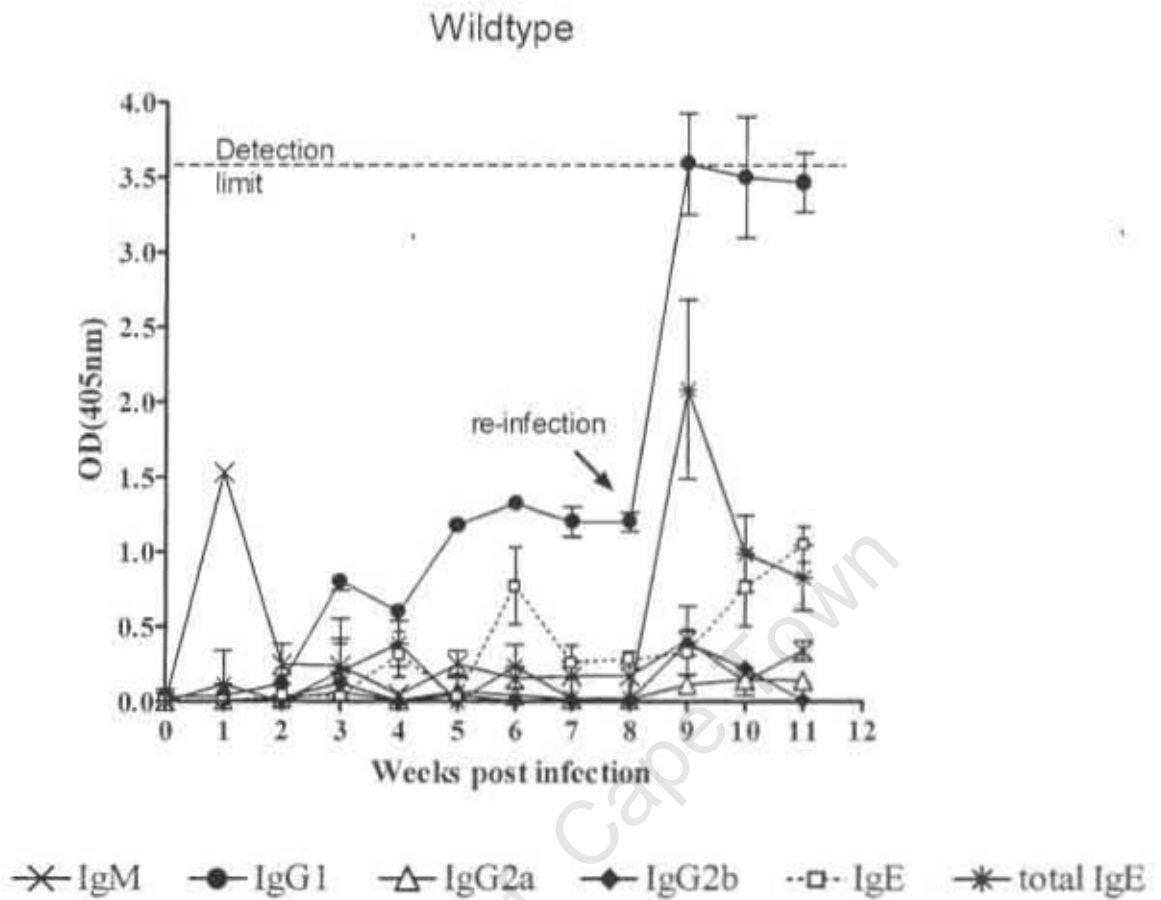 Wildtype
4.0
Detection
limit
3.5
3.0
2.5
2.0
1.5
1.0
0.5
0.0
OD(405nm)
re-infection
0 1 2 3 4 5 6 7 8 9 10 11 12
Weeks post infection
Cape Town
IgM IgG1 IgG2a IgG2b IgE total IgE